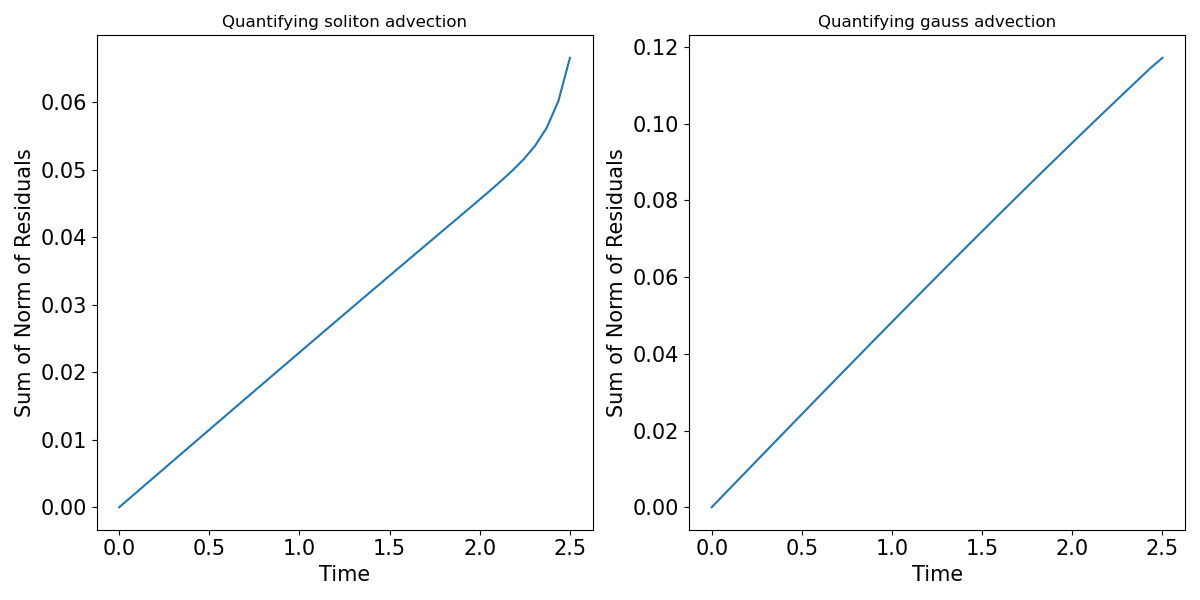 Quantifying soliton advection
Sum of Norm of Residuals
0.06
0.05
0.04
0.03
0.02
0.01
0.00
0.0 0.5 1.0 1.5 2.0 2.5
Time
Quantifying gauss advection
Sum of Norm of Residuals
0.12
0.10
0.08
0.06
0.04
0.02
0.00
0.0 0.5 1.0 1.5 2.0 2.5
Time